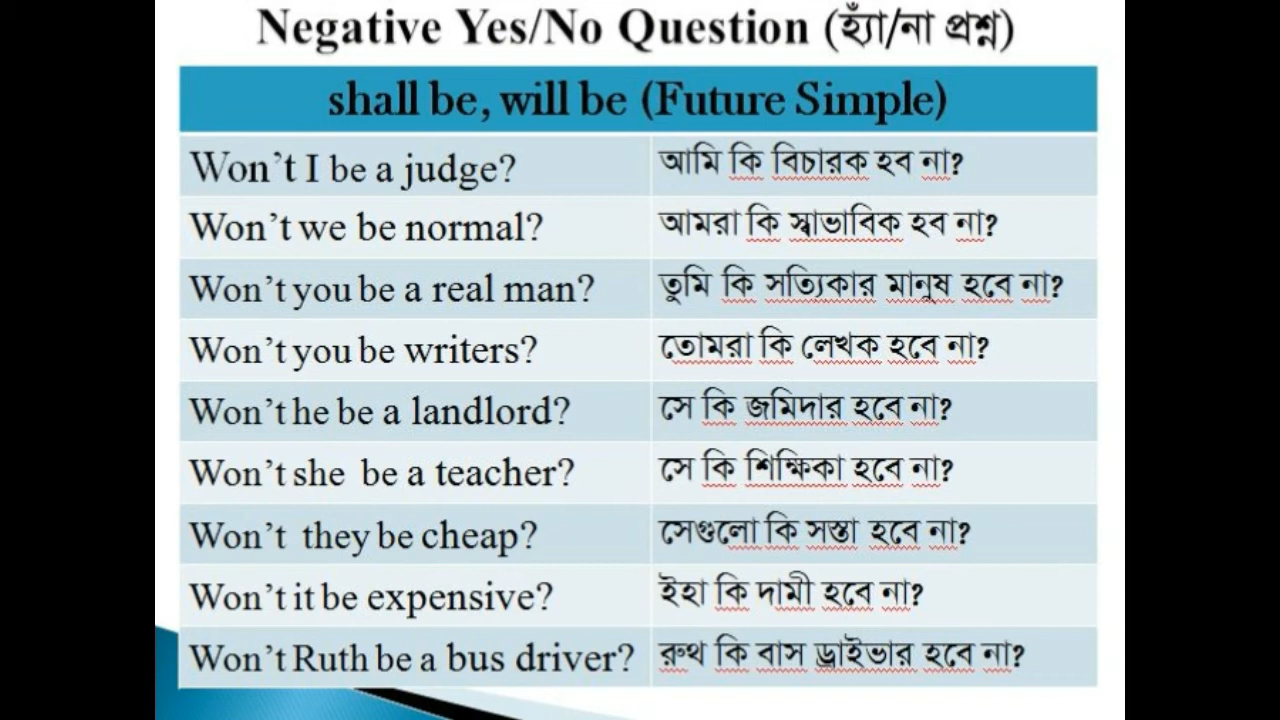 Negative Yes/No Question (হ্যাঁ/না প্রশ্ন)
shall be, will be (Future Simple)
Won't I be a judge? আমি কি বিচারক হব না?
Won't we be normal? আমরা কি স্বাভাবিক হব না?
Won't you be a real man? তুমি কি সত্যিকার মানুষ হবে না?
Won't you be writers? তোমরা কি লেখক হবে না?
Won't he be a landlord? সে কি জমিদার হবে না?
Won't she be a teacher? সে কি শিক্ষিকা হবে না?
Won't they be cheap? সেগুলো কি সস্তা হবে না?
Won't it be expensive? ইহা কি দামী হবে না?
Won't Ruth be a bus driver? রুথ কি বাস ড্রাইভার হবে না?